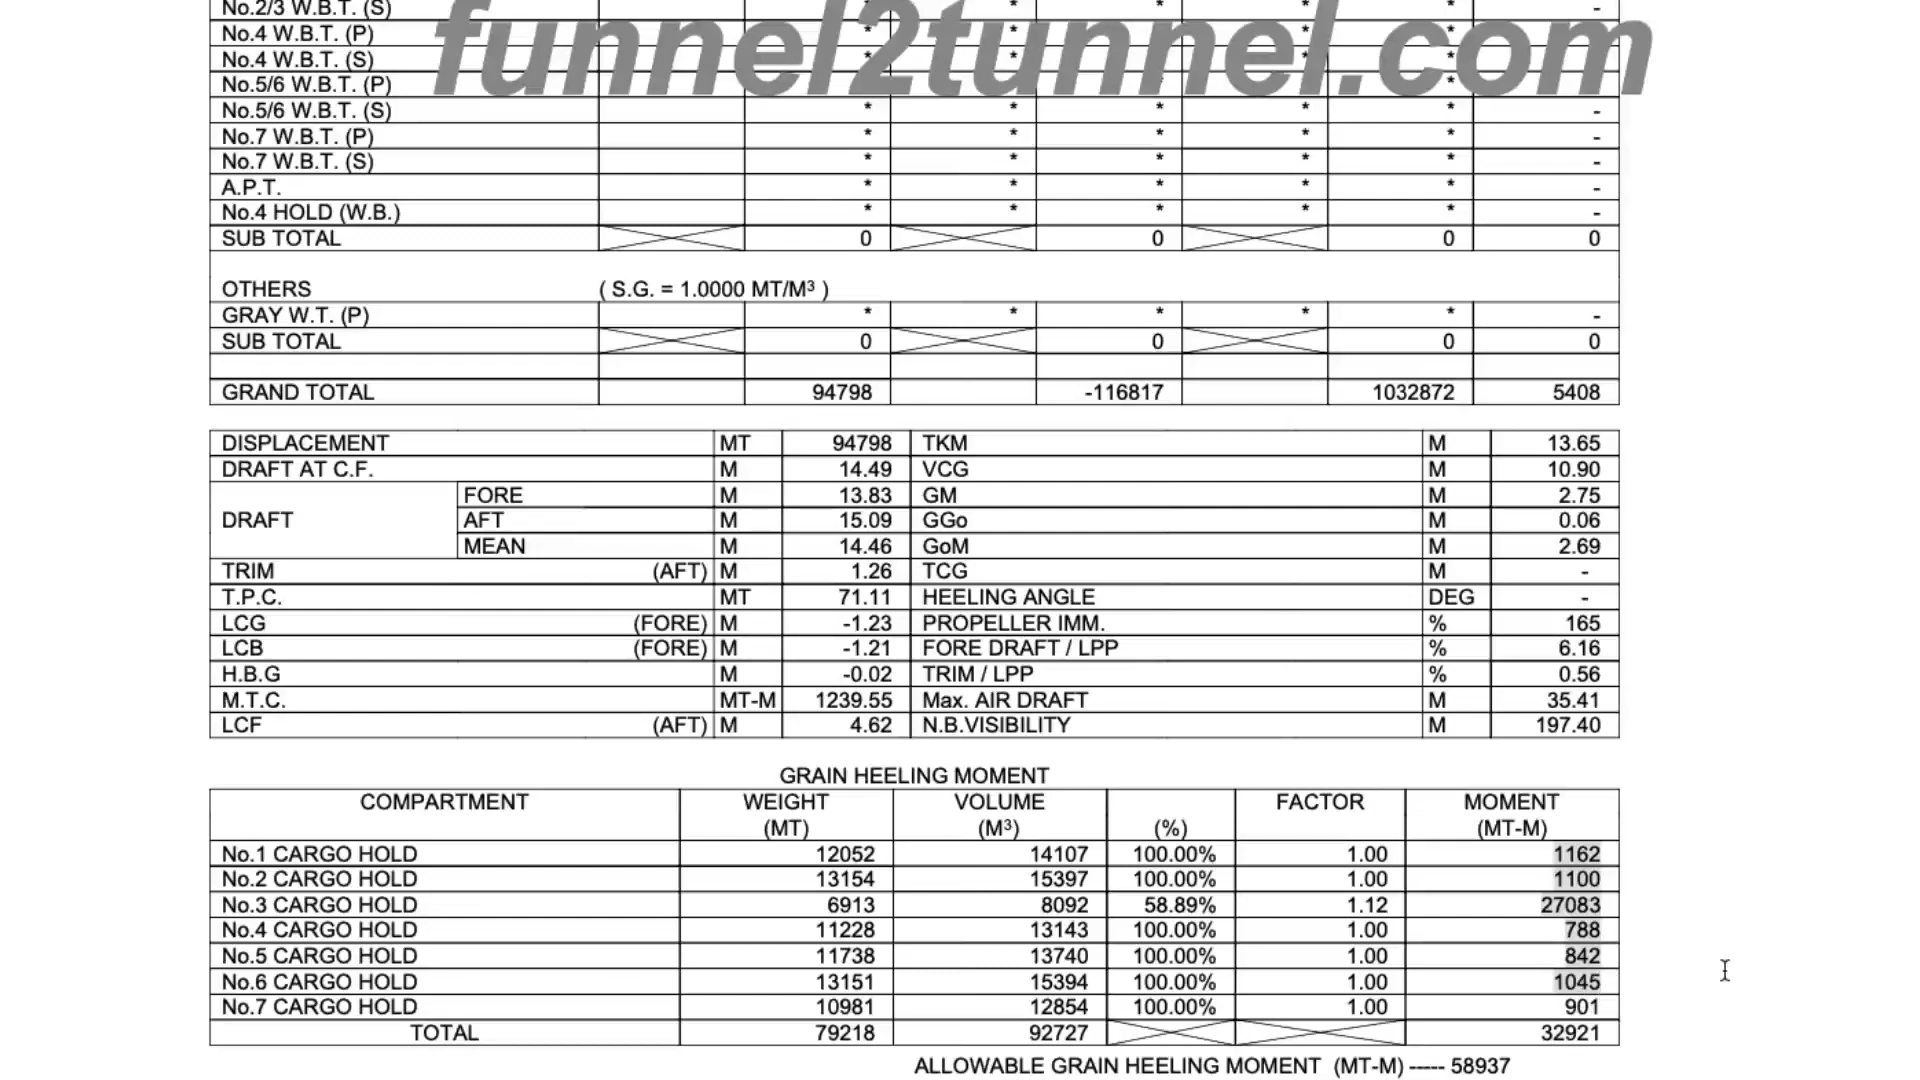 No.2/3 W.B.T. (S) * * * * * -
funnel2tunnel.com
No.4 W.B.T. (P) * * * * *
No.4 W.B.T. (S) * * * * *
No.5/6 W.B.T. (P) *
No.5/6 W.B.T. (S) * * * * * -
No.7 W.B.T. (P) * * * * * -
No.7 W.B.T. (S) * * * * * -
A.P.T. * * * * * -
No.4 HOLD (W.B.) * * * * * -
SUB TOTAL 0 0 0 0
OTHERS ( S.G. = 1.0000 MT/M³ )
GRAY W.T. (P) * * * * * -
SUB TOTAL 0 0 0 0
GRAND TOTAL 94798 -116817 1032872 5408
DISPLACEMENT MT 94798 TKM M 13.65
DRAFT AT C.F. M 14.49 VCG M 10.90
FORE M 13.83 GM M 2.75
DRAFT AFT M 15.09 GGo M 0.06
MEAN M 14.46 GoM M 2.69
TRIM (AFT) M 1.26 TCG M -
T.P.C. MT 71.11 HEELING ANGLE DEG -
LCG (FORE) M -1.23 PROPELLER IMM. % 165
LCB (FORE) M -1.21 FORE DRAFT / LPP % 6.16
H.B.G M -0.02 TRIM / LPP % 0.56
M.T.C. MT-M 1239.55 Max. AIR DRAFT M 35.41
LCF (AFT) M 4.62 N.B.VISIBILITY M 197.40
GRAIN HEELING MOMENT
COMPARTMENT WEIGHT VOLUME FACTOR MOMENT
(MT) (M³) (%) (MT-M)
No.1 CARGO HOLD 12052 14107 100.00% 1.00 1162
No.2 CARGO HOLD 13154 15397 100.00% 1.00 1100
No.3 CARGO HOLD 6913 8092 58.89% 1.12 27083
No.4 CARGO HOLD 11228 13143 100.00% 1.00 788
No.5 CARGO HOLD 11738 13740 100.00% 1.00 842
No.6 CARGO HOLD 13151 15394 100.00% 1.00 1045
No.7 CARGO HOLD 10981 12854 100.00% 1.00 901
TOTAL 79218 92727 32921
ALLOWABLE GRAIN HEELING MOMENT (MT-M) ----- 58937